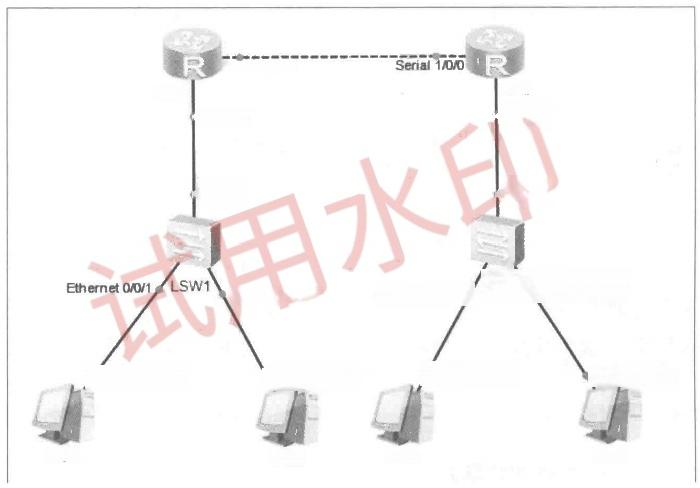 R
R
Serial 1/0/0
Ethernet 0/0/1
LSW1
试用水印